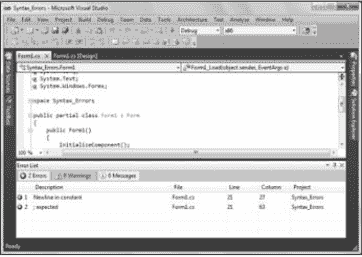 Syntax_Errors - Microsoft Visual Studio
File Edit View Project Build Debug Team Data Tools Architecture Test Analyze Window Help
Debug x86
Form1.cs Form1.cs [Design]
Syntax_Errors.Form1 Form1_Load(object sender, EventArgs e)
g System.Text;
g System.Windows.Forms;
espace Syntax_Errors
public partial class Form1 : Form
{
public Form1()
{
InitializeComponent();
100 %
Error List
2 Errors 0 Warnings 0 Messages
Description File Line Column Project
1 Newline in constant Form1.cs 21 27 Syntax_Errors
2 ; expected Form1.cs 21 63 Syntax_Errors
Ready